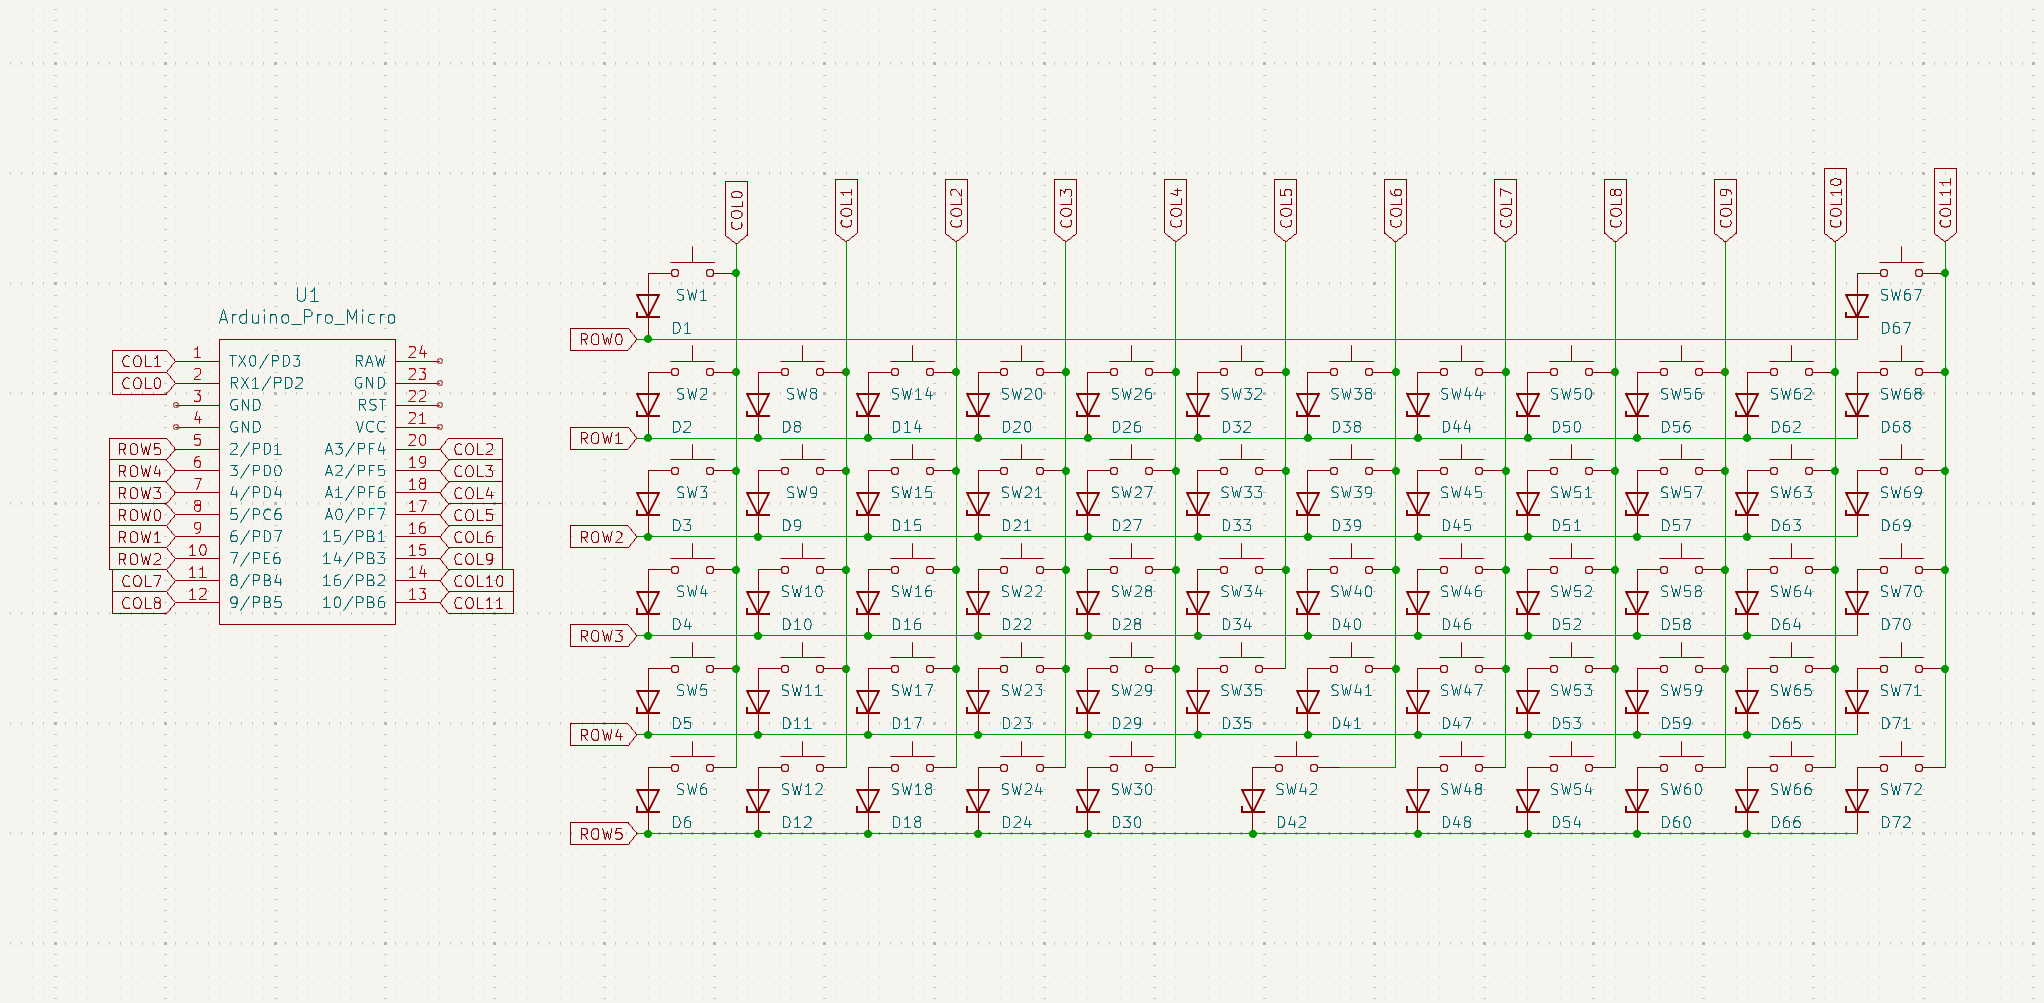 COL0 COL1 COL2 COL3 COL4 COL5 COL6 COL7 COL8 COL9 COL10 COL11
U1
Arduino_Pro_Micro
COL1 1 TX0/PD3 RAW 24
COL0 2 RX1/PD2 GND 23
3 GND RST 22
4 GND VCC 21
ROW5 5 2/PD1 A3/PF4 20 COL2
ROW4 6 3/PD0 A2/PF5 19 COL3
ROW3 7 4/PD4 A1/PF6 18 COL4
ROW0 8 5/PC6 A0/PF7 17 COL5
ROW1 9 6/PD7 15/PB1 16 COL6
ROW2 10 7/PE6 14/PB3 15 COL9
COL7 11 8/PB4 16/PB2 14 COL10
COL8 12 9/PB5 10/PB6 13 COL11
SW1 SW67
D1 D67
ROW0
SW2 SW8 SW14 SW20 SW26 SW32 SW38 SW44 SW50 SW56 SW62 SW68
D2 D8 D14 D20 D26 D32 D38 D44 D50 D56 D62 D68
ROW1
SW3 SW9 SW15 SW21 SW27 SW33 SW39 SW45 SW51 SW57 SW63 SW69
D3 D9 D15 D21 D27 D33 D39 D45 D51 D57 D63 D69
ROW2
SW4 SW10 SW16 SW22 SW28 SW34 SW40 SW46 SW52 SW58 SW64 SW70
D4 D10 D16 D22 D28 D34 D40 D46 D52 D58 D64 D70
ROW3
SW5 SW11 SW17 SW23 SW29 SW35 SW41 SW47 SW53 SW59 SW65 SW71
D5 D11 D17 D23 D29 D35 D41 D47 D53 D59 D65 D71
ROW4
SW6 SW12 SW18 SW24 SW30 SW42 SW48 SW54 SW60 SW66 SW72
D6 D12 D18 D24 D30 D42 D48 D54 D60 D66 D72
ROW5